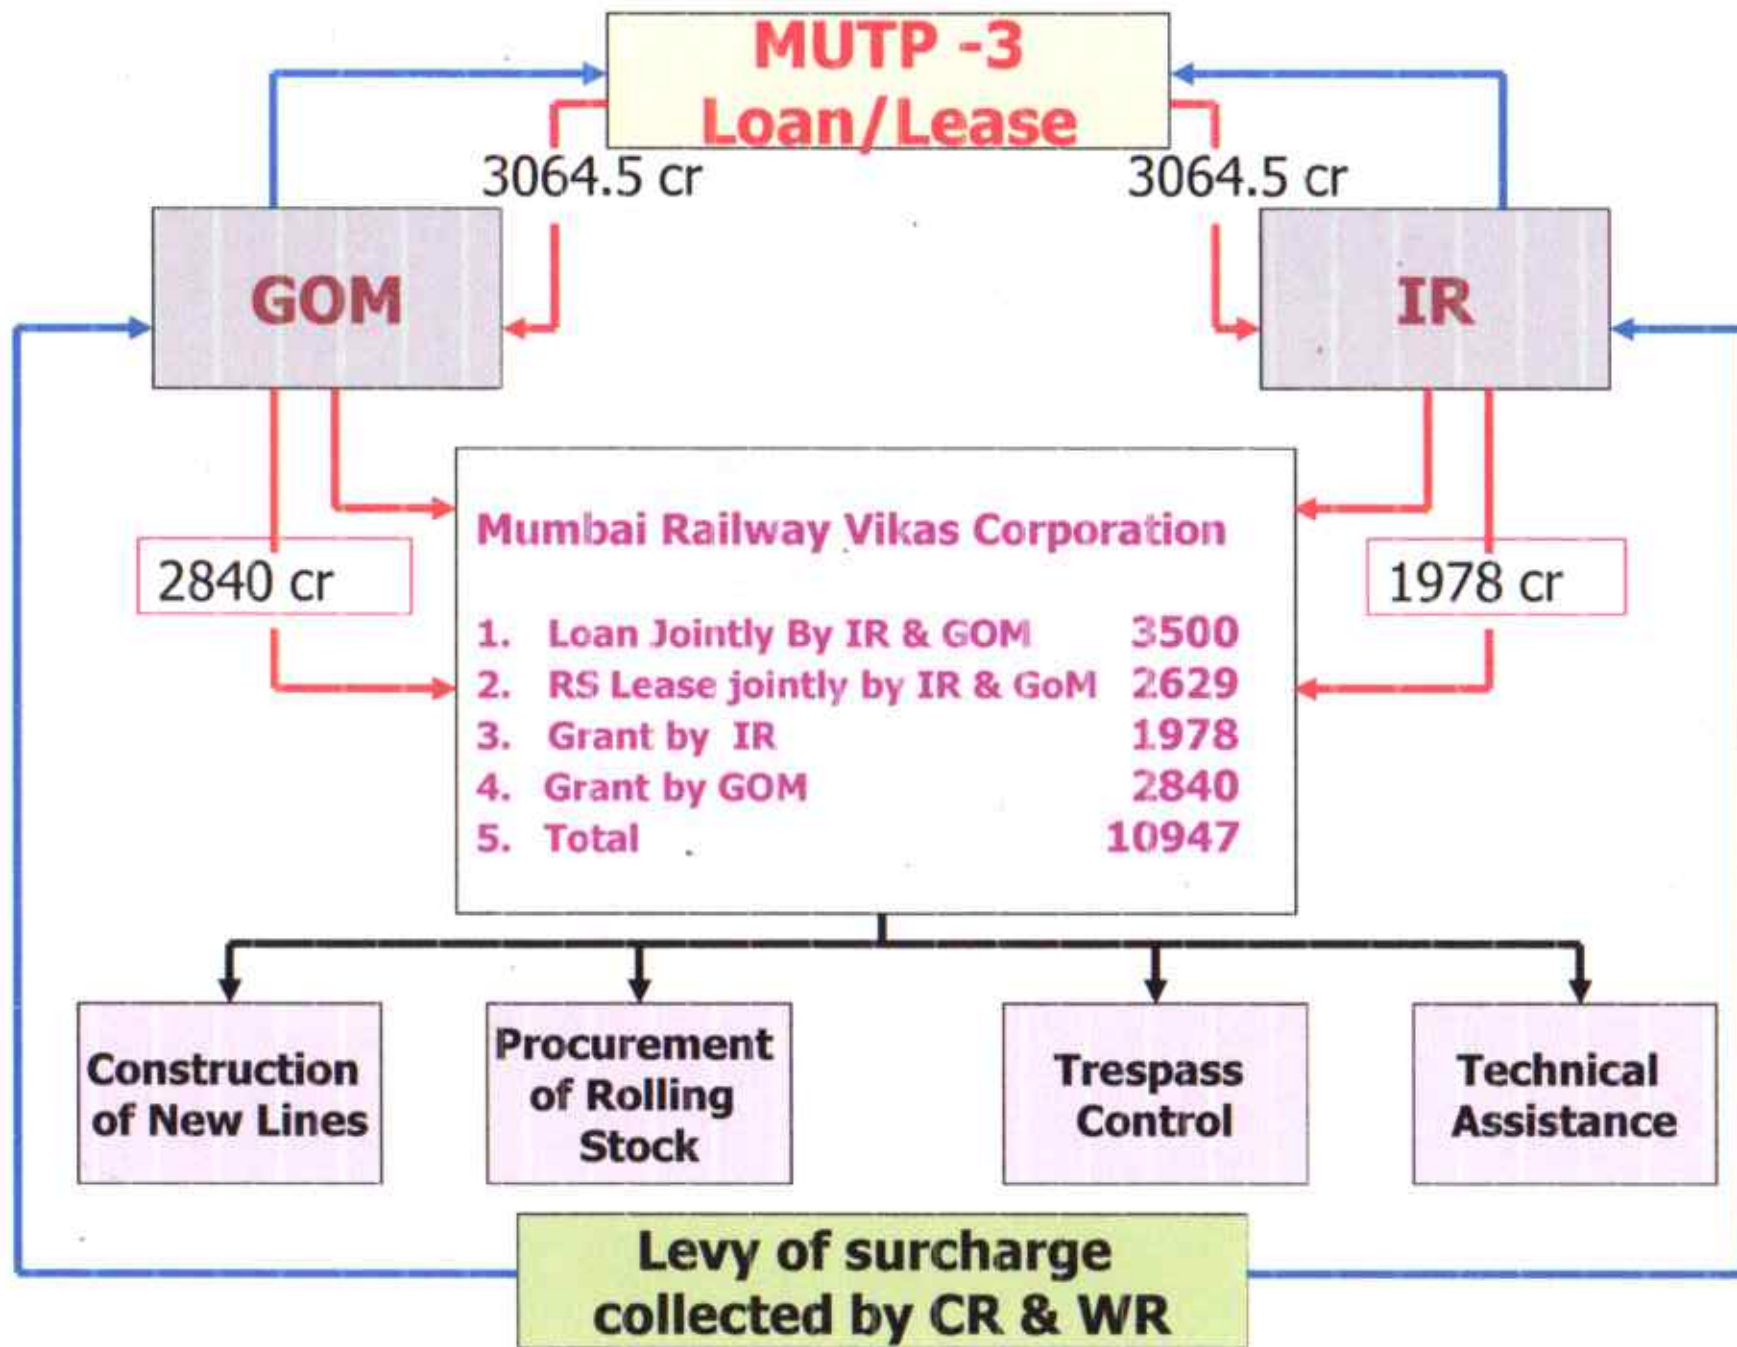 MUTP -3
Loan/Lease
3064.5 cr
3064.5 cr
GOM
IR
Mumbai Railway Vikas Corporation
2840 cr
1978 cr
1. Loan Jointly By IR & GOM 3500
2. RS Lease jointly by IR & GoM 2629
3. Grant by IR 1978
4. Grant by GOM 2840
5. Total 10947
Construction
of New Lines
Procurement
of Rolling
Stock
Trespass
Control
Technical
Assistance
Levy of surcharge
collected by CR & WR